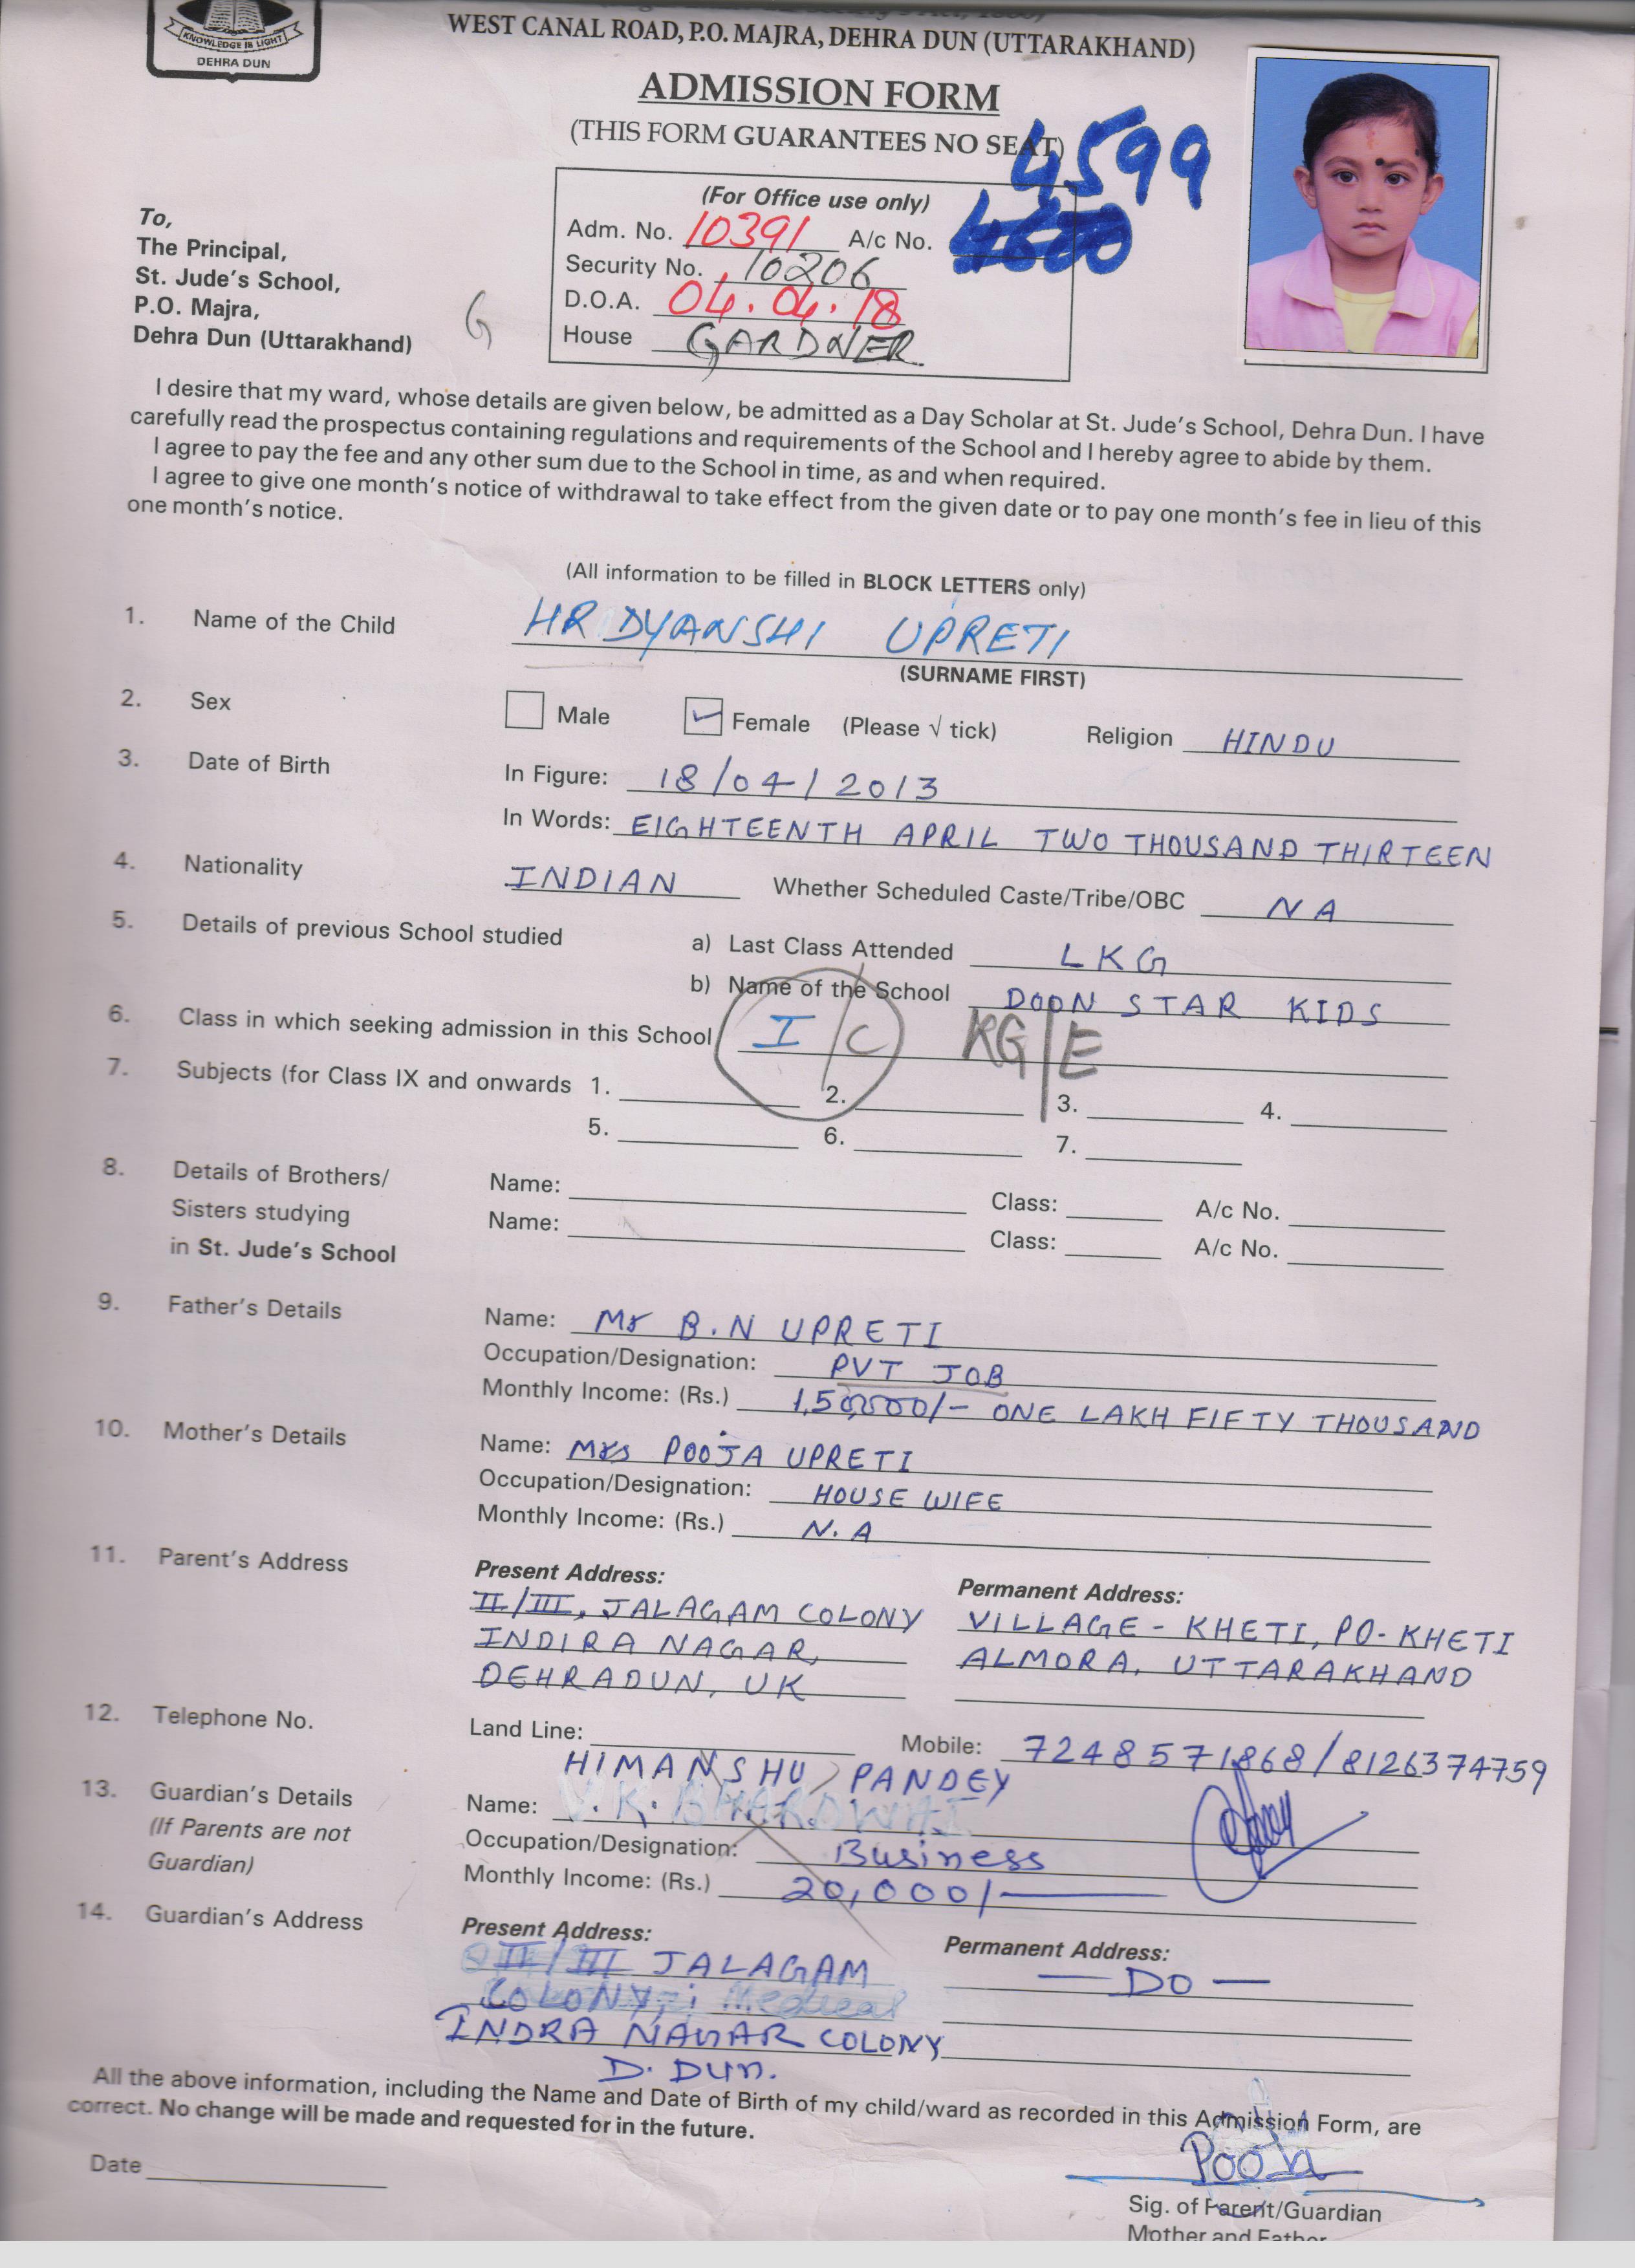 KNOWLEDGE IS LIGHT
DEHRA DUN
WEST CANAL ROAD, P.O. MAJRA, DEHRA DUN (UTTARAKHAND)
ADMISSION FORM
(THIS FORM GUARANTEES NO SEAT)
4599
(For Office use only)
Adm. No. 10391 A/c No. 4600
Security No. 10206
D.O.A. 04.04.18
House GARDNER
To,
The Principal,
St. Jude's School,
P.O. Majra,
Dehra Dun (Uttarakhand)
G
I desire that my ward, whose details are given below, be admitted as a Day Scholar at St. Jude's School, Dehra Dun. I have
carefully read the prospectus containing regulations and requirements of the School and I hereby agree to abide by them.
I agree to pay the fee and any other sum due to the School in time, as and when required.
I agree to give one month's notice of withdrawal to take effect from the given date or to pay one month's fee in lieu of this
one month's notice.
(All information to be filled in BLOCK LETTERS only)
1. Name of the Child HRDYANSHI UPRETI
(SURNAME FIRST)
2. Sex Male Female (Please √ tick) Religion HINDU
3. Date of Birth In Figure: 18/04/2013
In Words: EIGHTEENTH APRIL TWO THOUSAND THIRTEEN
4. Nationality INDIAN Whether Scheduled Caste/Tribe/OBC NA
5. Details of previous School studied a) Last Class Attended LKG
b) Name of the School DOON STAR KIDS
6. Class in which seeking admission in this School I/C KG/E
7. Subjects (for Class IX and onwards 1. 2. 3. 4.
5. 6. 7.
8. Details of Brothers/ Name: Class: A/c No.
Sisters studying Name: Class: A/c No.
in St. Jude's School
9. Father's Details Name: Mr B.N UPRETI
Occupation/Designation: PVT JOB
Monthly Income: (Rs.) 1,50,000/- ONE LAKH FIFTY THOUSAND
10. Mother's Details Name: Mrs POOJA UPRETI
Occupation/Designation: HOUSE WIFE
Monthly Income: (Rs.) N.A
11. Parent's Address Present Address: Permanent Address:
II/III, JALAGAM COLONY VILLAGE - KHETI, PO- KHETI
INDIRA NAGAR, ALMORA, UTTARAKHAND
DEHRADUN, UK
12. Telephone No. Land Line: Mobile: 7248571868/8126374759
HIMANSHU PANDEY
13. Guardian's Details Name: V.K. BHARDWAJ
(If Parents are not Occupation/Designation: Business
Guardian) Monthly Income: (Rs.) 20,000/-
14. Guardian's Address Present Address: Permanent Address:
II/III JALAGAM — DO —
COLONY, Medical
INDRA NAGAR COLONY
D. DUN.
All the above information, including the Name and Date of Birth of my child/ward as recorded in this Admission Form, are
correct. No change will be made and requested for in the future.
Date Pooja
Sig. of Parent/Guardian
Mother and Father